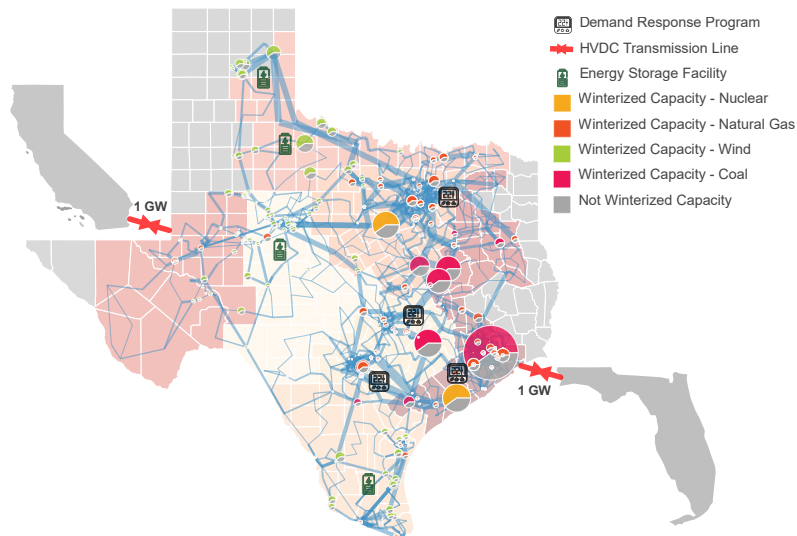 Demand Response Program
HVDC Transmission Line
Energy Storage Facility
Winterized Capacity - Nuclear
Winterized Capacity - Natural Gas
Winterized Capacity - Wind
Winterized Capacity - Coal
Not Winterized Capacity
1 GW
1 GW